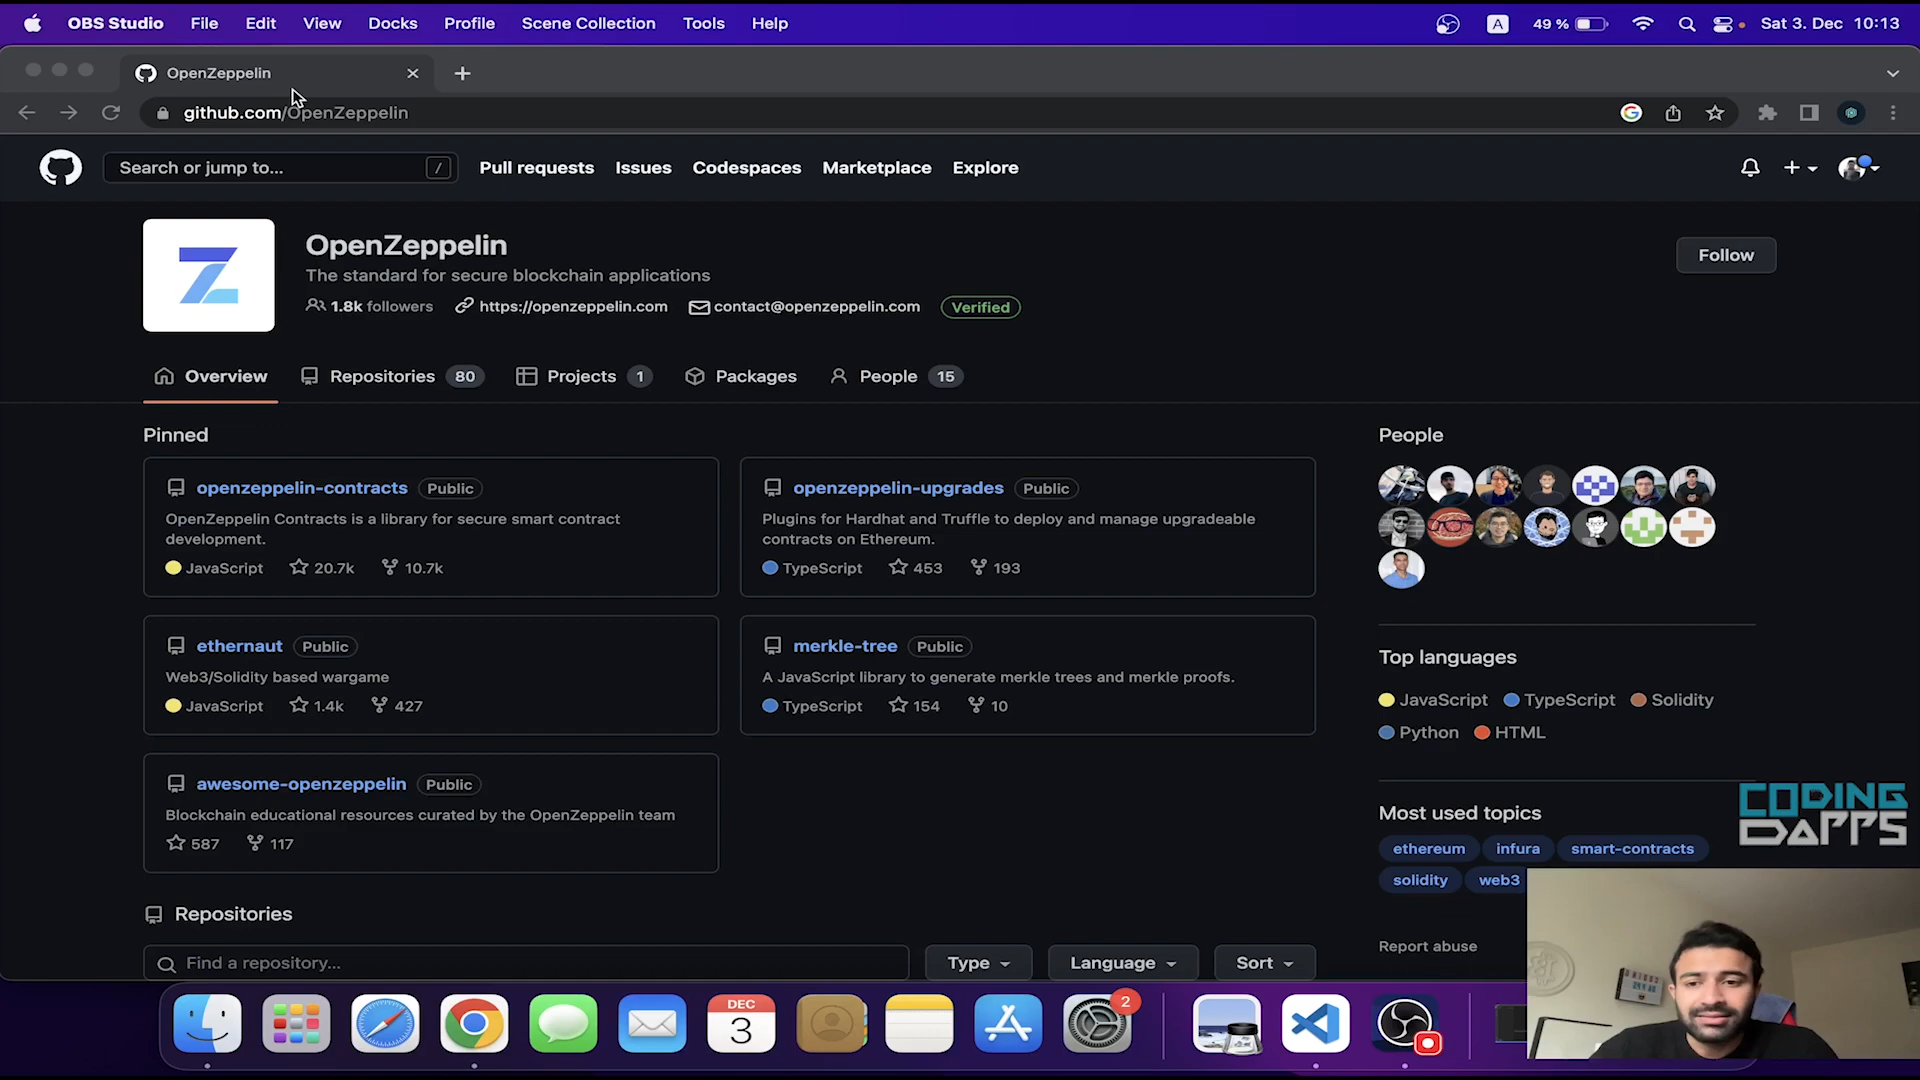 OBS Studio File Edit View Docks Profile Scene Collection Tools Help A 49 % Sat 3. Dec 10:13
OpenZeppelin
github.com/OpenZeppelin
Search or jump to... / Pull requests Issues Codespaces Marketplace Explore
OpenZeppelin
The standard for secure blockchain applications
1.8k followers https://openzeppelin.com contact@openzeppelin.com Verified
Follow
Overview Repositories 80 Projects 1 Packages People 15
Pinned
openzeppelin-contracts Public
OpenZeppelin Contracts is a library for secure smart contract
development.
JavaScript 20.7k 10.7k
openzeppelin-upgrades Public
Plugins for Hardhat and Truffle to deploy and manage upgradeable
contracts on Ethereum.
TypeScript 453 193
ethernaut Public
Web3/Solidity based wargame
JavaScript 1.4k 427
merkle-tree Public
A JavaScript library to generate merkle trees and merkle proofs.
TypeScript 154 10
awesome-openzeppelin Public
Blockchain educational resources curated by the OpenZeppelin team
587 117
Repositories
Find a repository... Type Language Sort
People
Top languages
JavaScript TypeScript Solidity
Python HTML
Most used topics
ethereum infura smart-contracts
solidity web3
Report abuse
CODING
DAPPS
DEC
3
2